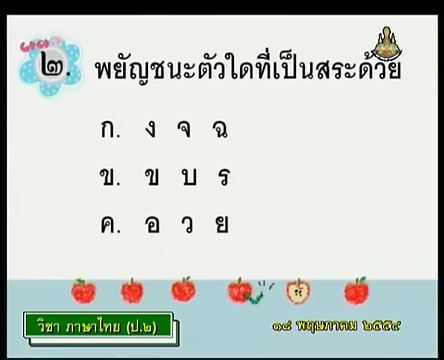 ๒. พยัญชนะตัวใดที่เป็นสระด้วย
ก. ง จ ฉ
ข. ข บ ร
ค. อ ว ย
วิชา ภาษาไทย (ป.๒)
๑๘ พฤษภาคม ๒๕๕๔